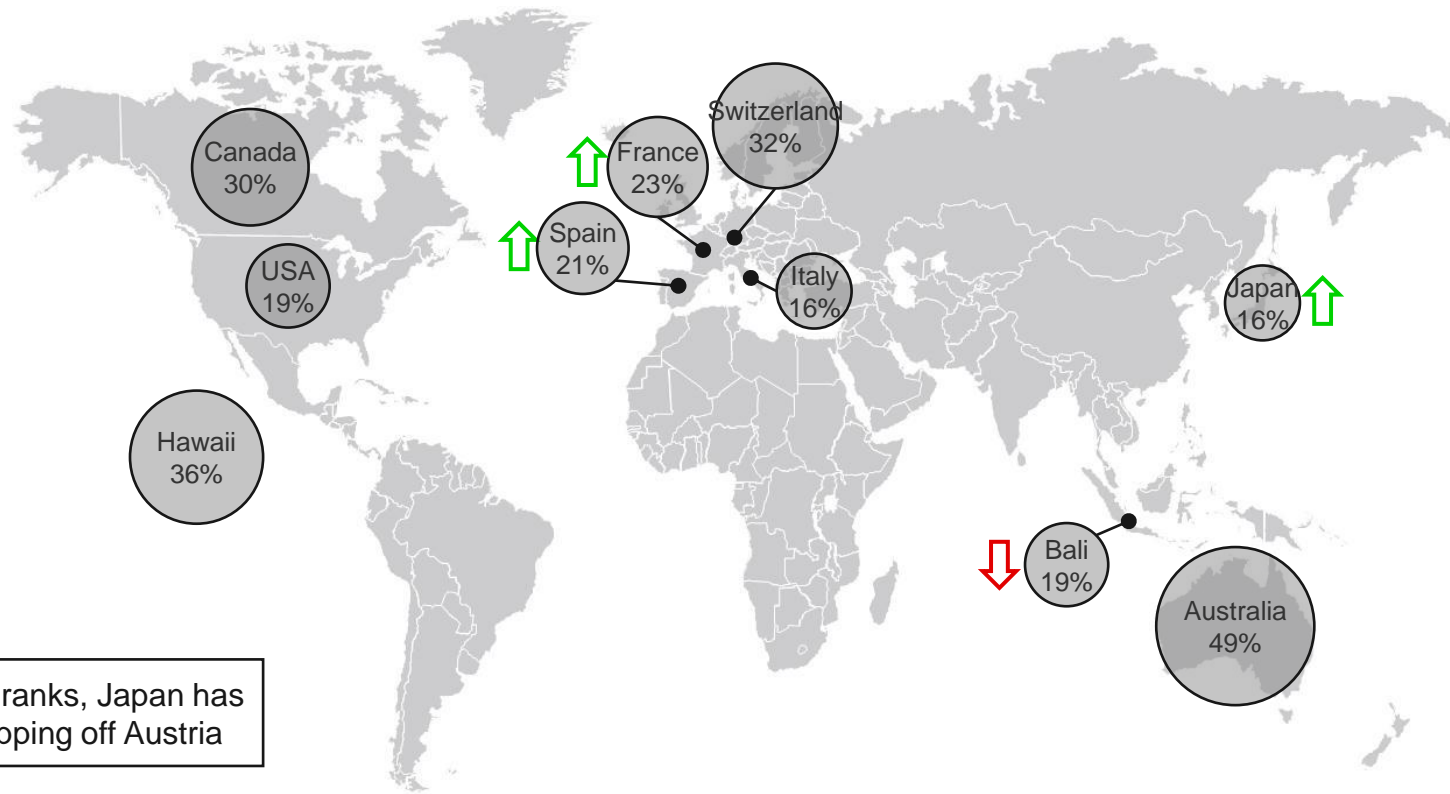 Switzerland
32%
Canada
30%
France
23%
Spain
21%
USA
19%
Italy
16%
Japan
16%
Hawaii
36%
Bali
19%
Australia
49%
ranks, Japan has
pping off Austria